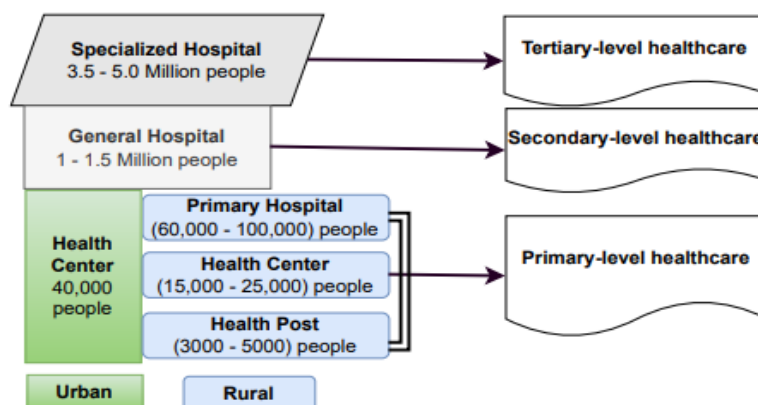 Specialized Hospital
3.5 - 5.0 Million people
Tertiary-level healthcare
General Hospital
1 - 1.5 Million people
Secondary-level healthcare
Health
Center
40,000
people
Primary Hospital
(60,000 - 100,000) people
Health Center
(15,000 - 25,000) people
Health Post
(3000 - 5000) people
Primary-level healthcare
Urban
Rural